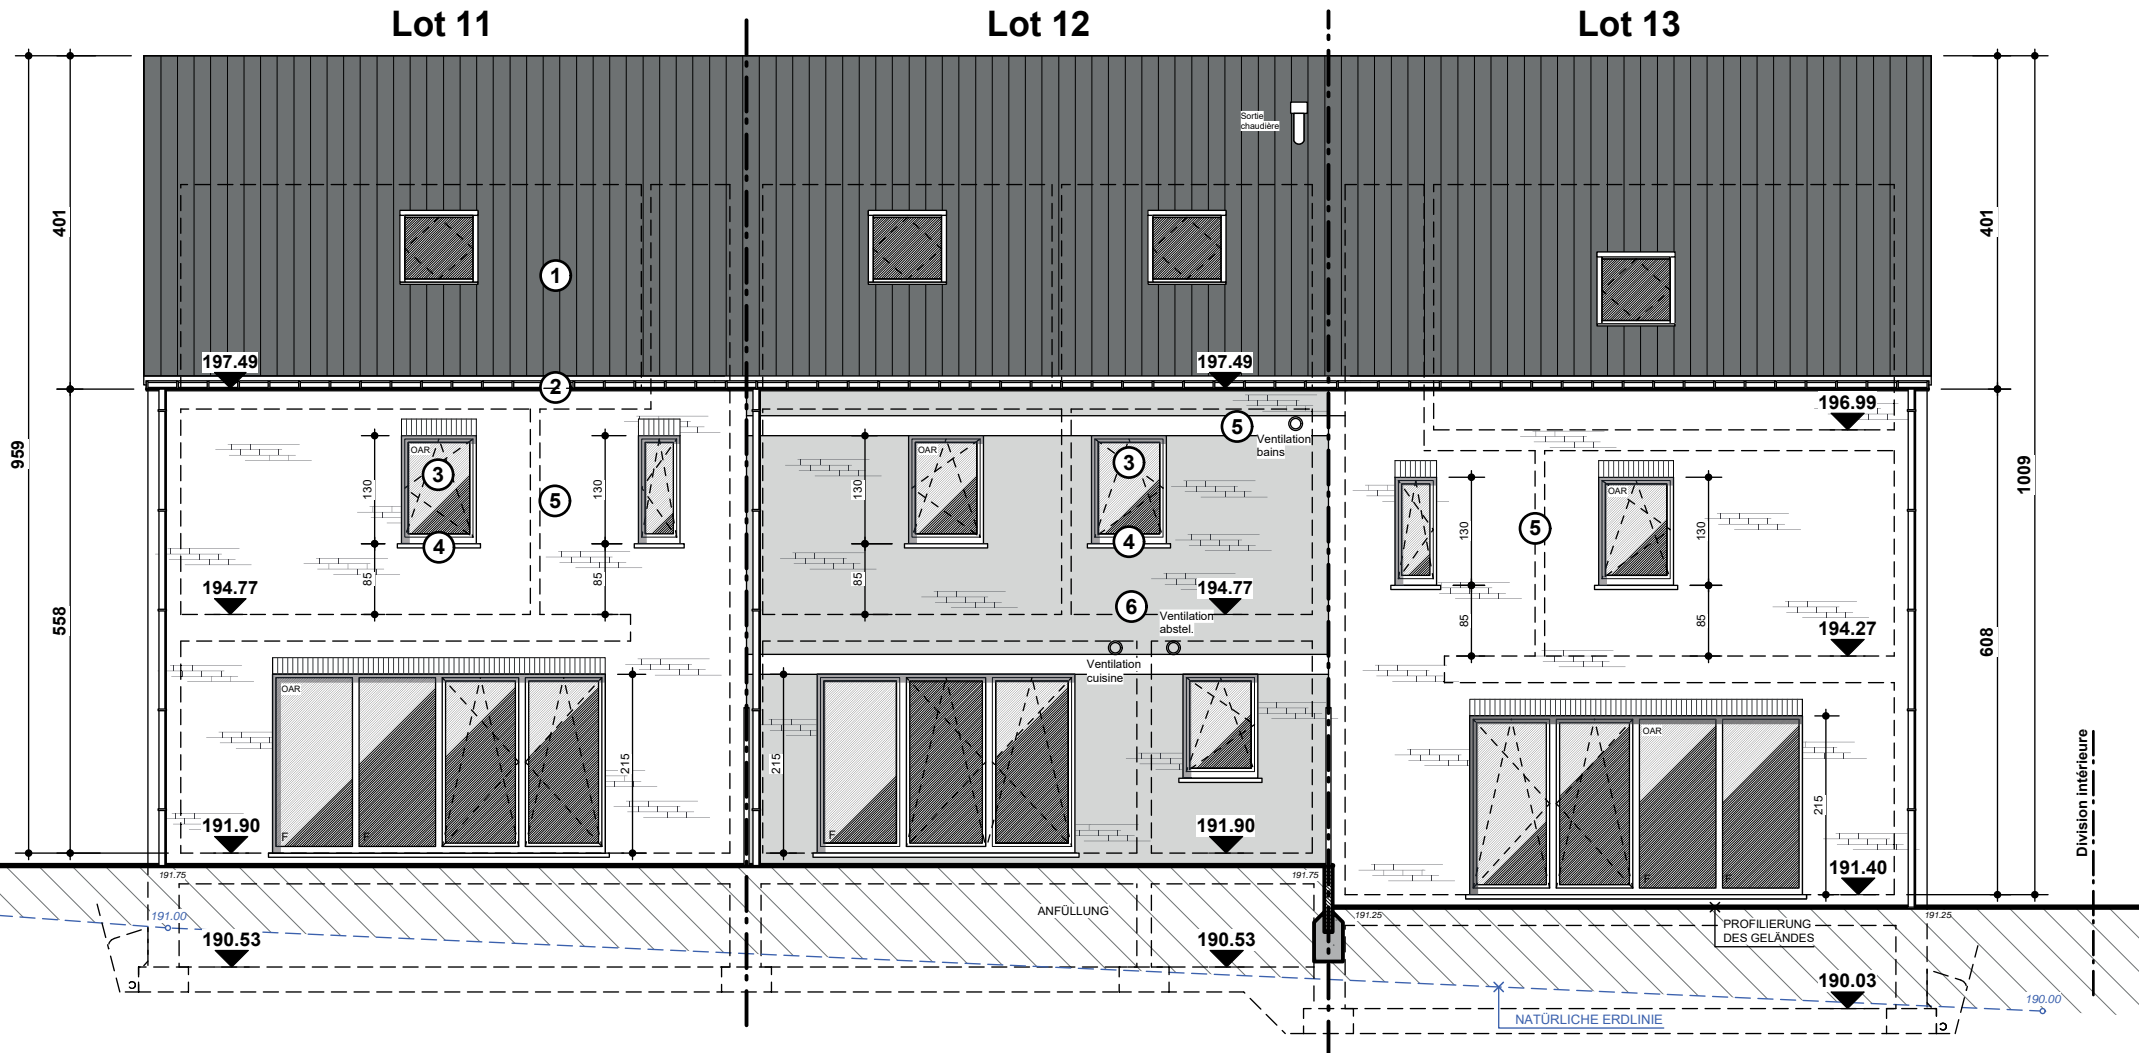 Lot 11
Lot 12
Lot 13
Sortie
chaudière
401
401
1
197.49
197.49
2
196.99
959
558
1009
608
OAR
3
130
130
5
4
85
85
194.77
OAR
130
85
3
4
5
Ventilation
bains
194.77
6
Ventilation
abstel.
Ventilation
cuisine
130
5
OAR
130
85
85
194.27
OAR
F
F
215
191.90
215
F
191.90
OAR
F
F
215
191.40
Division intérieure
191.75
191.75
191.25
191.25
191.00
ANFÜLLUNG
PROFILIERUNG
DES GELÄNDES
190.53
190.53
190.03
190.00
NATÜRLICHE ERDLINIE